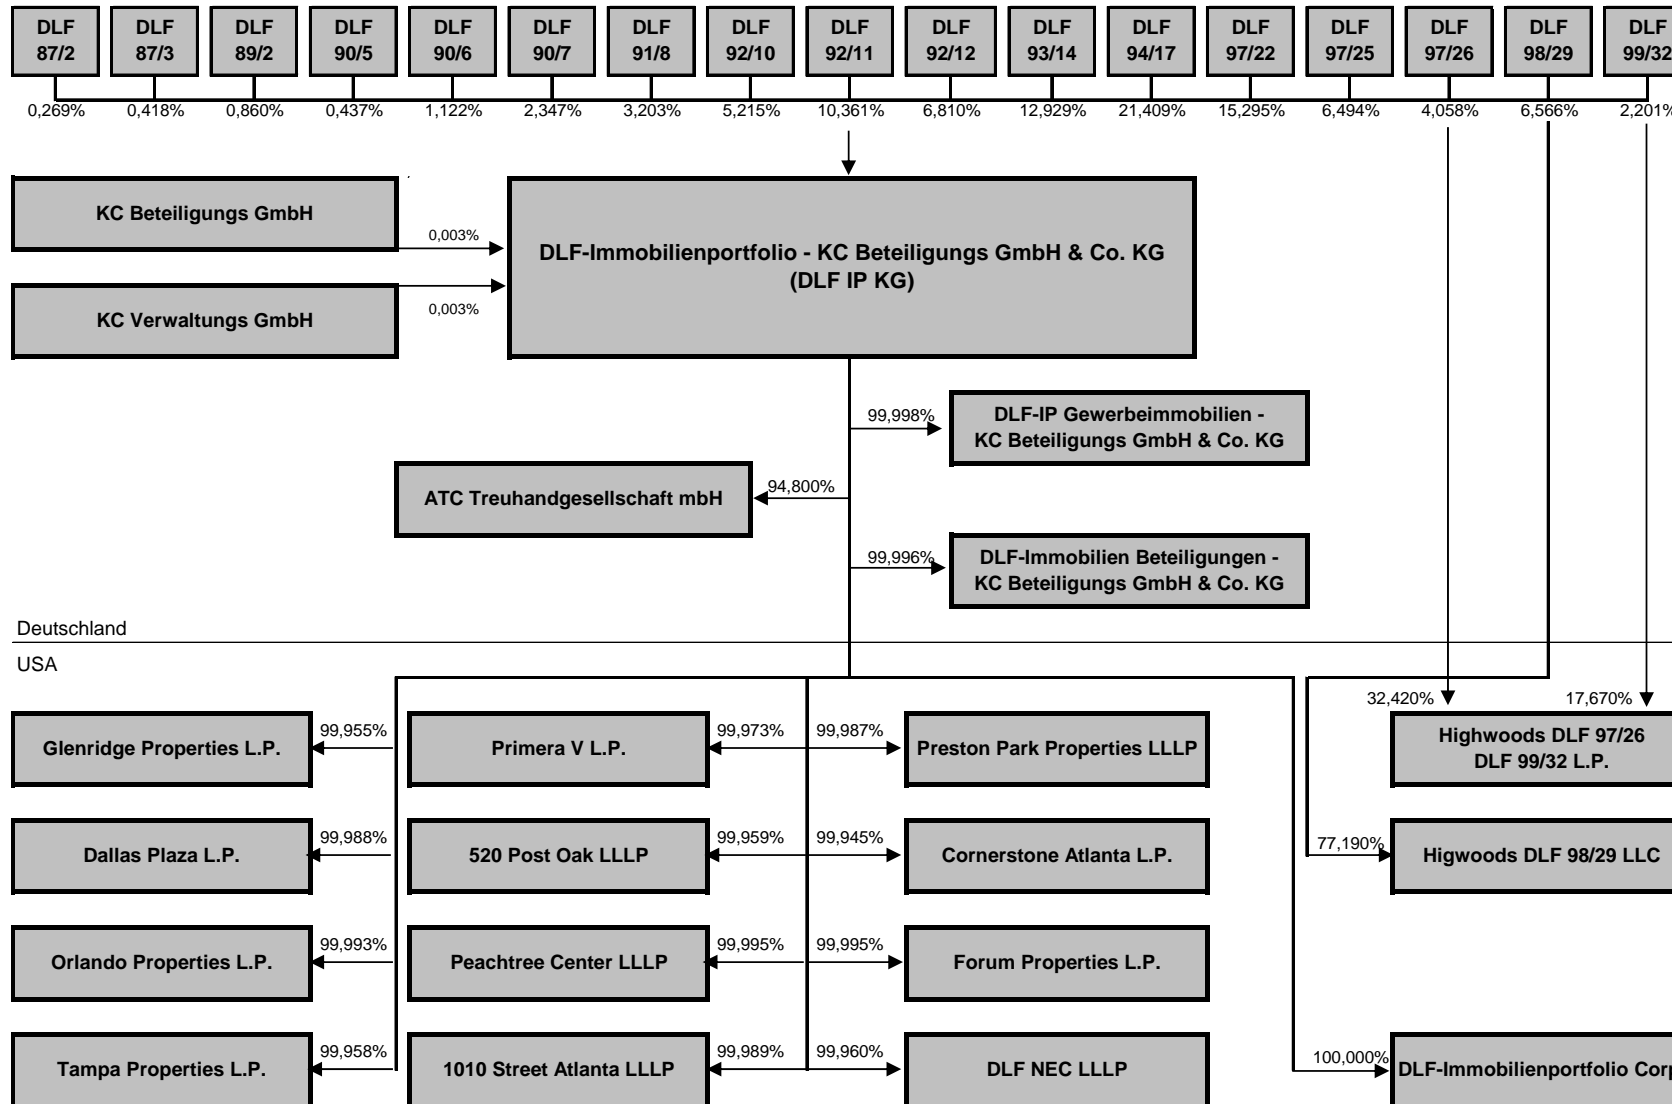 DLF 87/2
DLF 87/3
DLF 89/2
DLF 90/5
DLF 90/6
DLF 90/7
DLF 91/8
DLF 92/10
DLF 92/11
DLF 92/12
DLF 93/14
DLF 94/17
DLF 97/22
DLF 97/25
DLF 97/26
DLF 98/29
DLF 99/32
0,269% 0,418% 0,860% 0,437% 1,122% 2,347% 3,203% 5,215% 10,361% 6,810% 12,929% 21,409% 15,295% 6,494% 4,058% 6,566% 2,201%
KC Beteiligungs GmbH
0,003%
KC Verwaltungs GmbH
0,003%
DLF-Immobilienportfolio - KC Beteiligungs GmbH & Co. KG
(DLF IP KG)
99,998%
DLF-IP Gewerbeimmobilien -
KC Beteiligungs GmbH & Co. KG
ATC Treuhandgesellschaft mbH
94,800%
99,996%
DLF-Immobilien Beteiligungen -
KC Beteiligungs GmbH & Co. KG
Deutschland
USA
32,420%
17,670%
Glenridge Properties L.P.
99,955%
Primera V L.P.
99,973%
99,987%
Preston Park Properties LLLP
Highwoods DLF 97/26
DLF 99/32 L.P.
Dallas Plaza L.P.
99,988%
520 Post Oak LLLP
99,959%
99,945%
Cornerstone Atlanta L.P.
77,190%
Higwoods DLF 98/29 LLC
Orlando Properties L.P.
99,993%
Peachtree Center LLLP
99,995%
99,995%
Forum Properties L.P.
Tampa Properties L.P.
99,958%
1010 Street Atlanta LLLP
99,989%
99,960%
DLF NEC LLLP
100,000%
DLF-Immobilienportfolio Corp